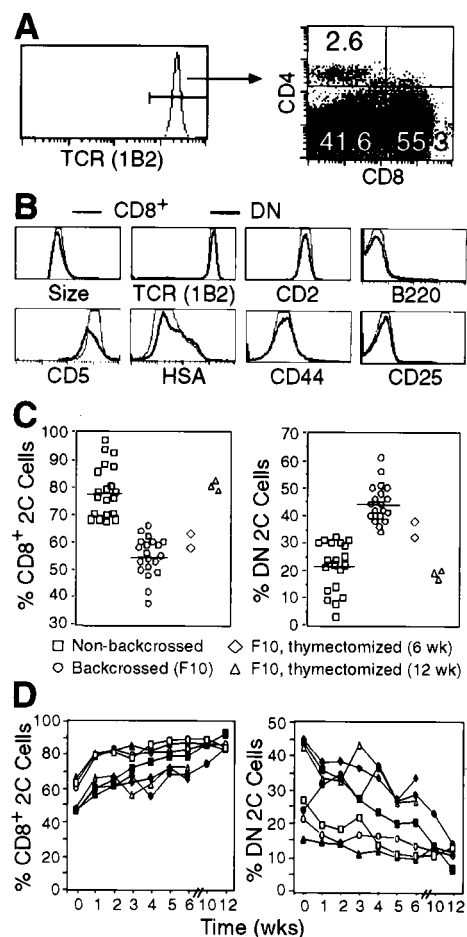 A
TCR (1B2)
CD4
2.6
41.6
55.3
CD8
B
CD8+
DN
Size
TCR (1B2)
CD2
B220
CD5
HSA
CD44
CD25
C
% CD8+ 2C Cells
100
90
80
70
60
50
40
30
% DN 2C Cells
70
60
50
40
30
20
10
0
Non-backcrossed
F10, thymectomized (6 wk)
Backcrossed (F10)
F10, thymectomized (12 wk)
D
% CD8+ 2C Cells
100
80
60
40
20
0
0 1 2 3 4 5 6 10 12
% DN 2C Cells
50
40
30
20
10
0
0 1 2 3 4 5 6 10 12
Time (wks)